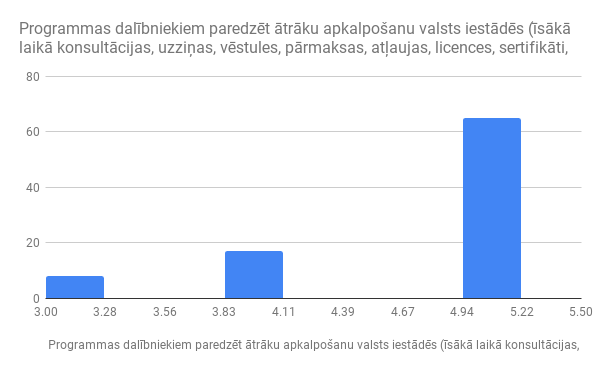 Programmas dalībniekiem paredzēt ātrāku apkalpošanu valsts iestādēs (īsākā
laikā konsultācijas, uzziņas, vēstules, pārmaksas, atļaujas, licences, sertifikāti,
80
60
40
20
0
3.00 3.28 3.56 3.83 4.11 4.39 4.67 4.94 5.22 5.50
Programmas dalībniekiem paredzēt ātrāku apkalpošanu valsts iestādēs (īsākā laikā konsultācijas,